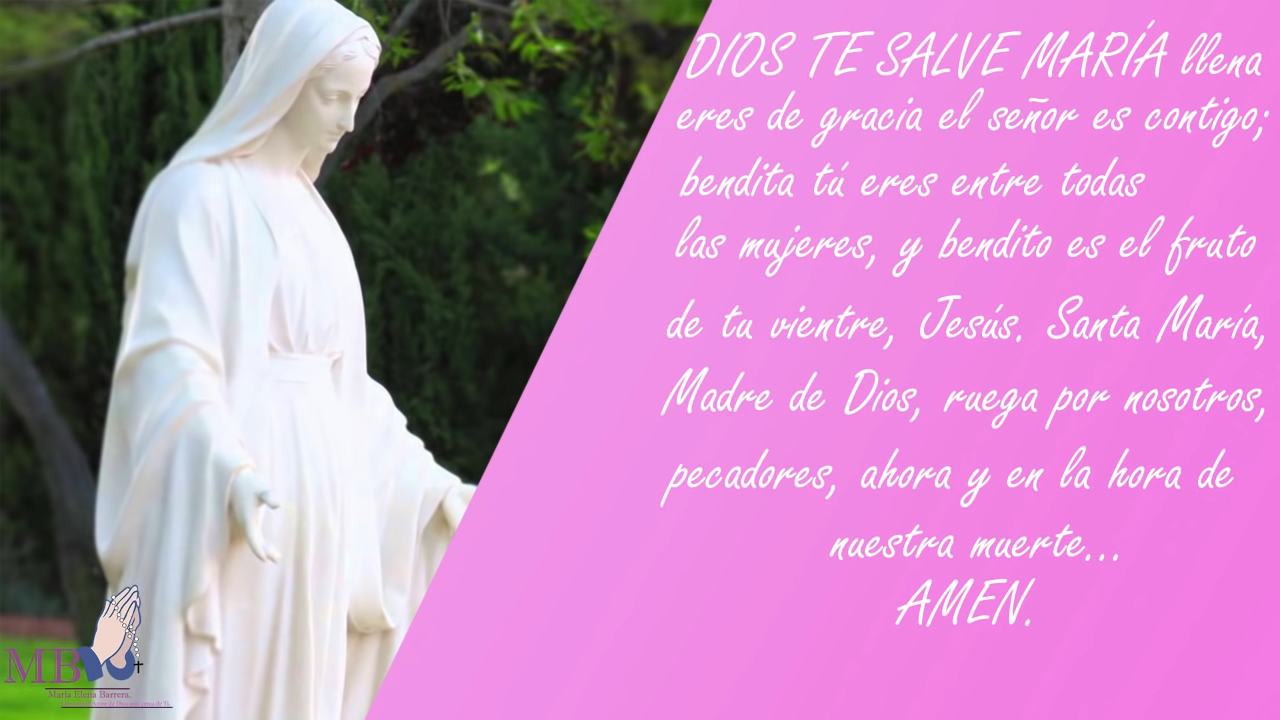 DIOS TE SALVE MARÍA llena
eres de gracia el señor es contigo;
bendita tú eres entre todas
las mujeres, y bendito es el fruto
de tu vientre, Jesús. Santa María,
Madre de Dios, ruega por nosotros,
pecadores, ahora y en la hora de
nuestra muerte...
AMEN.
MB
María Elena Barrera.